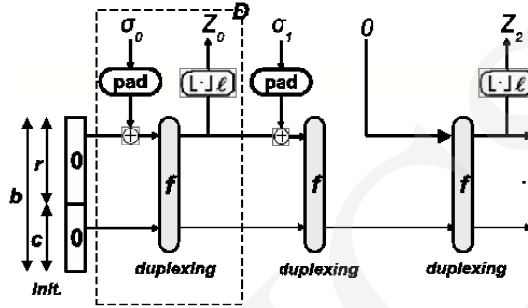 D
σ₀ Z₀ σ₁ 0 Z₂
pad ⌊·⌋ℓ pad ⌊·⌋ℓ
r 0 f f f
b
c 0
Init. duplexing duplexing duplexing